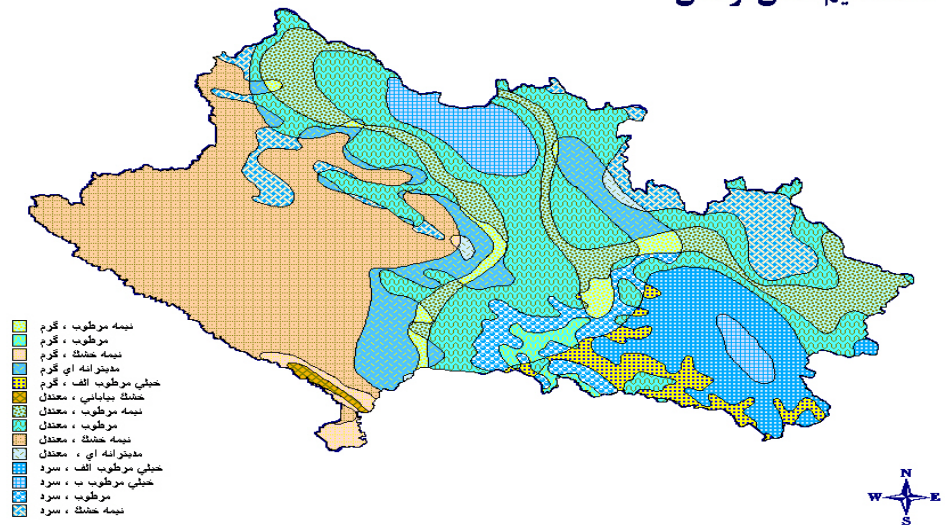 نیمه مرطوب ، گرم
مرطوب ، گرم
نیمه خشک ، گرم
مدیترانه ای گرم
خیلی مرطوب الف ، گرم
خشک بیابانی ، معتدل
نیمه مرطوب ، معتدل
مرطوب ، معتدل
نیمه خشک ، معتدل
مدیترانه ای ، معتدل
خیلی مرطوب الف ، سرد
خیلی مرطوب ب ، سرد
مرطوب ، سرد
نیمه خشک ، سرد
N
W E
S